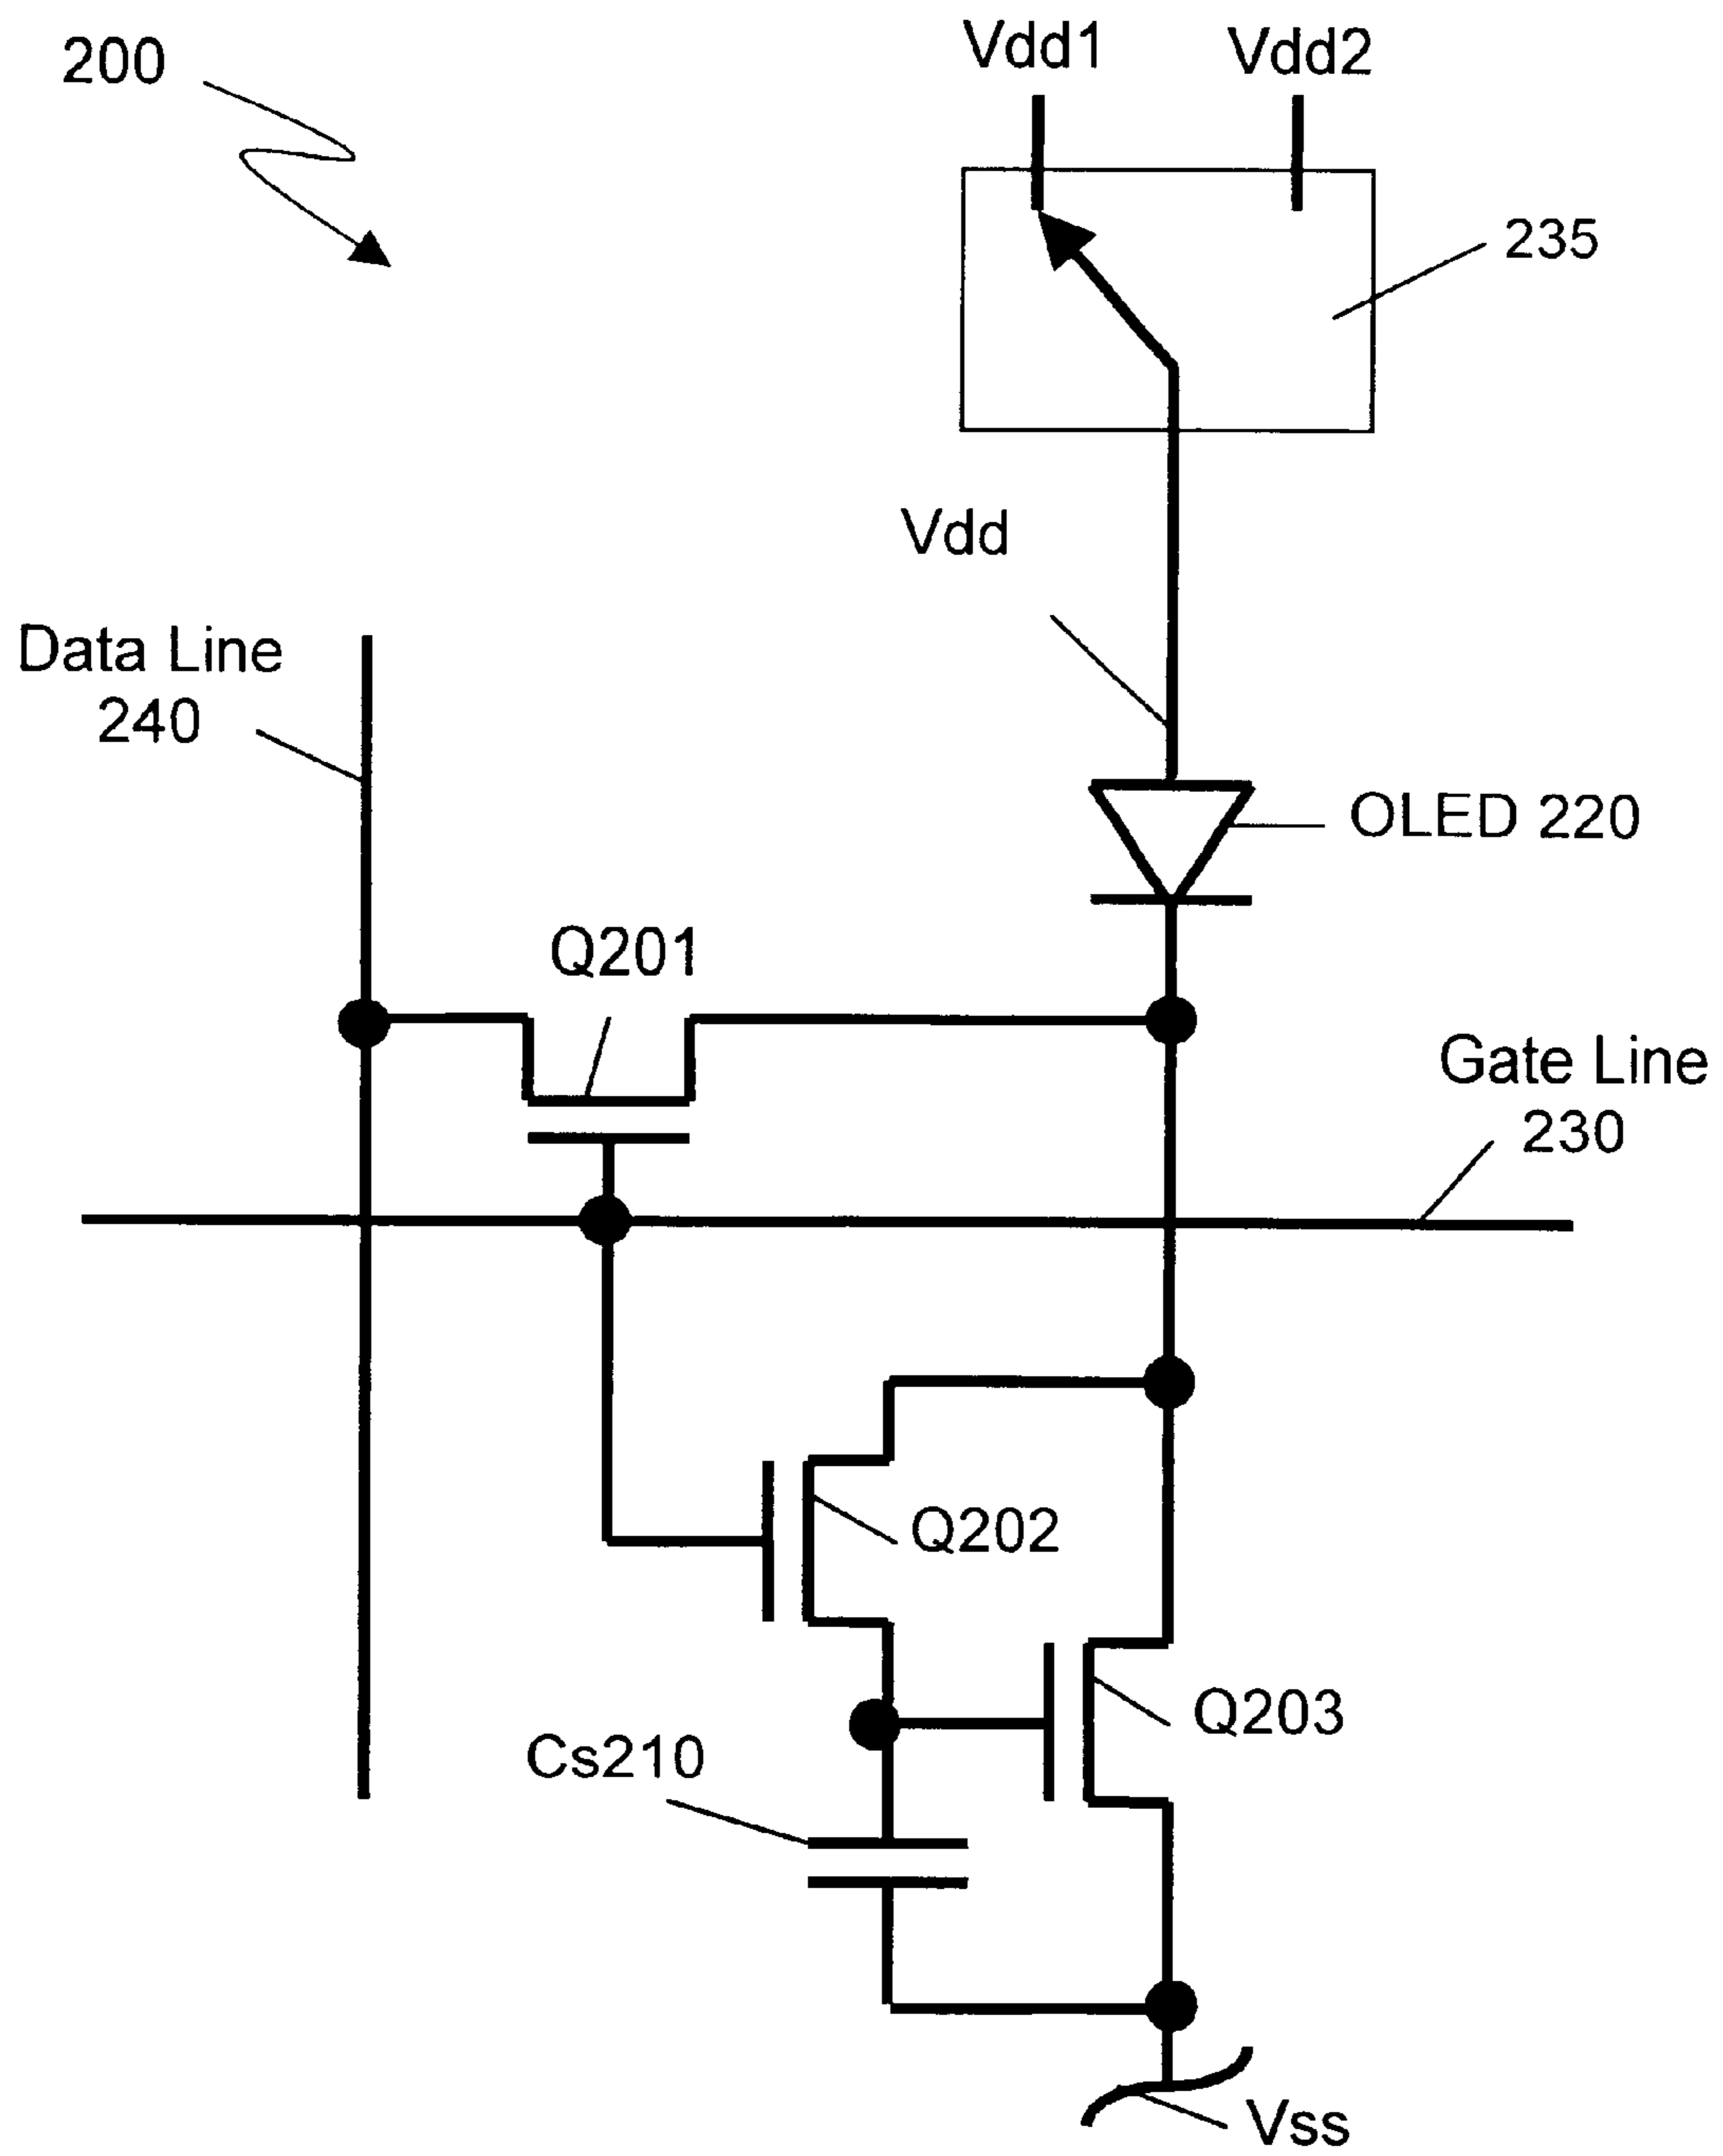 200
Vdd1
Vdd2
235
Vdd
Data Line
240
OLED 220
Q201
Gate Line
230
Q202
Q203
Cs210
Vss